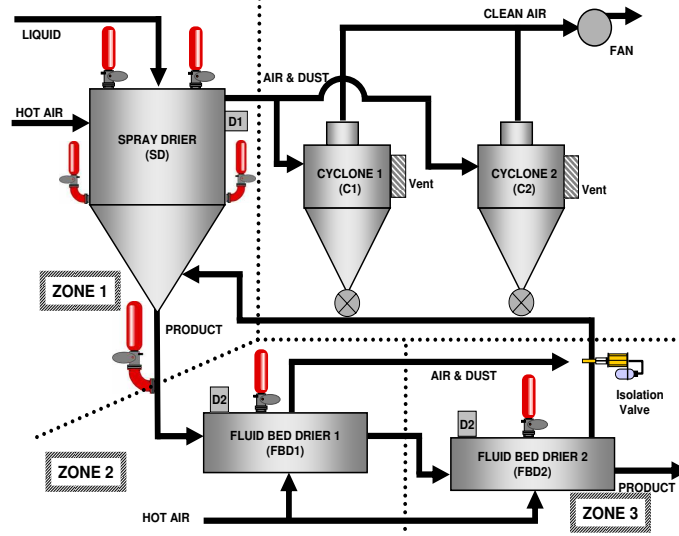 CLEAN AIR
LIQUID
FAN
AIR & DUST
HOT AIR
D1
SPRAY DRIER
(SD)
CYCLONE 1
(C1)
Vent
CYCLONE 2
(C2)
Vent
ZONE 1
PRODUCT
AIR & DUST
Isolation
Valve
D2
D2
FLUID BED DRIER 1
(FBD1)
FLUID BED DRIER 2
(FBD2)
ZONE 2
PRODUCT
HOT AIR
ZONE 3